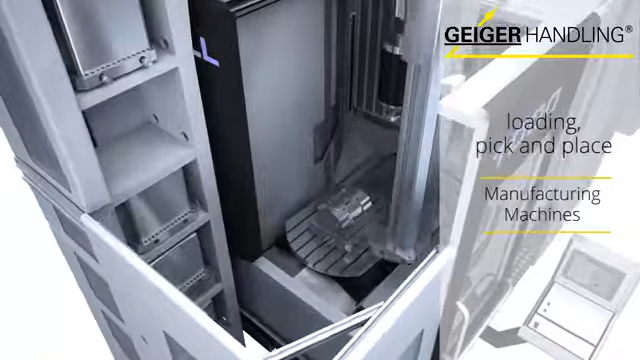 GEIGER HANDLING®
loading,
pick and place
Manufacturing
Machines